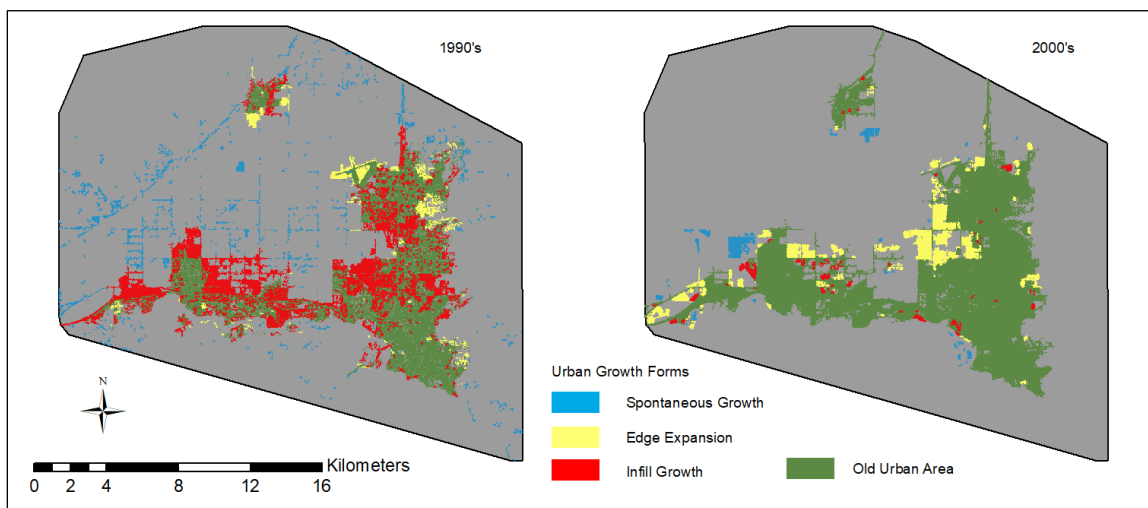 1990's
2000's
Urban Growth Forms
Spontaneous Growth
Edge Expansion
Infill Growth
Old Urban Area
N
Kilometers
0 2 4 8 12 16